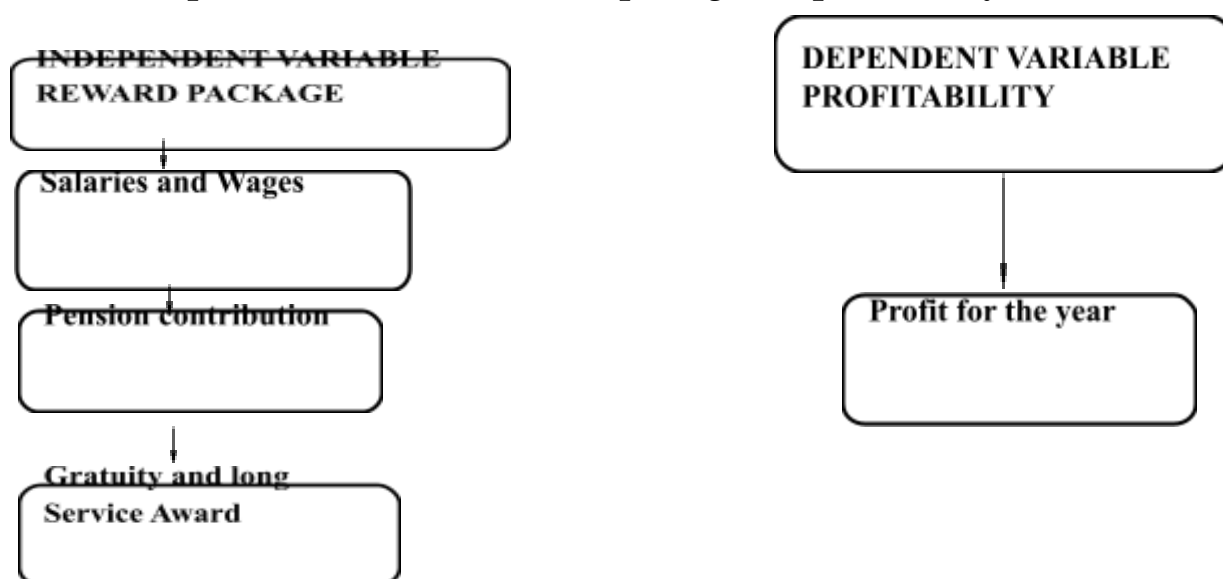 INDEPENDENT VARIABLE
REWARD PACKAGE
Salaries and Wages
Pension contribution
Gratuity and long
Service Award
DEPENDENT VARIABLE
PROFITABILITY
Profit for the year